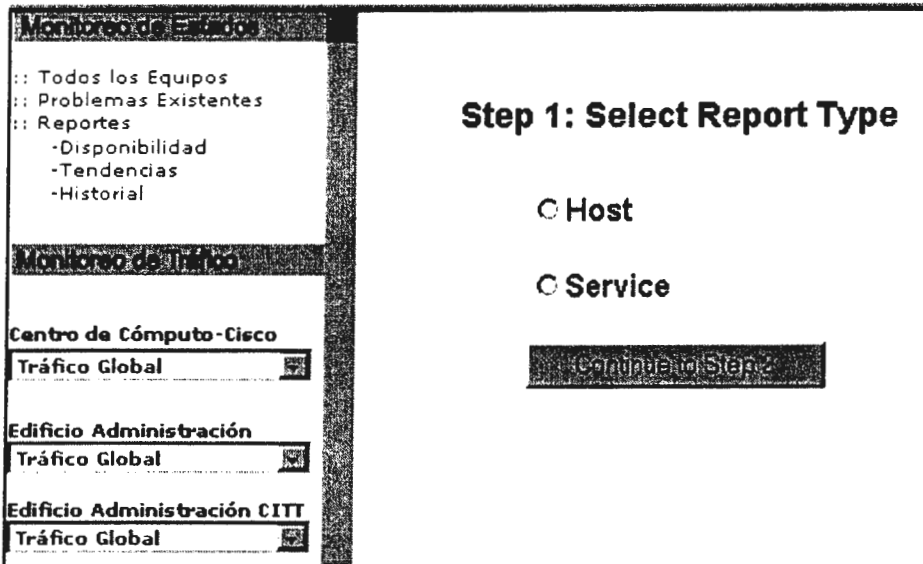 Monitoreo de Estados
:: Todos los Equipos
:: Problemas Existentes
:: Reportes
-Disponibilidad
-Tendencias
-Historial
Monitoreo de Tráfico
Centro de Cómputo-Cisco
Tráfico Global
Edificio Administración
Tráfico Global
Edificio Administración CITT
Tráfico Global
Step 1: Select Report Type
Host
Service
Continue to Step 2